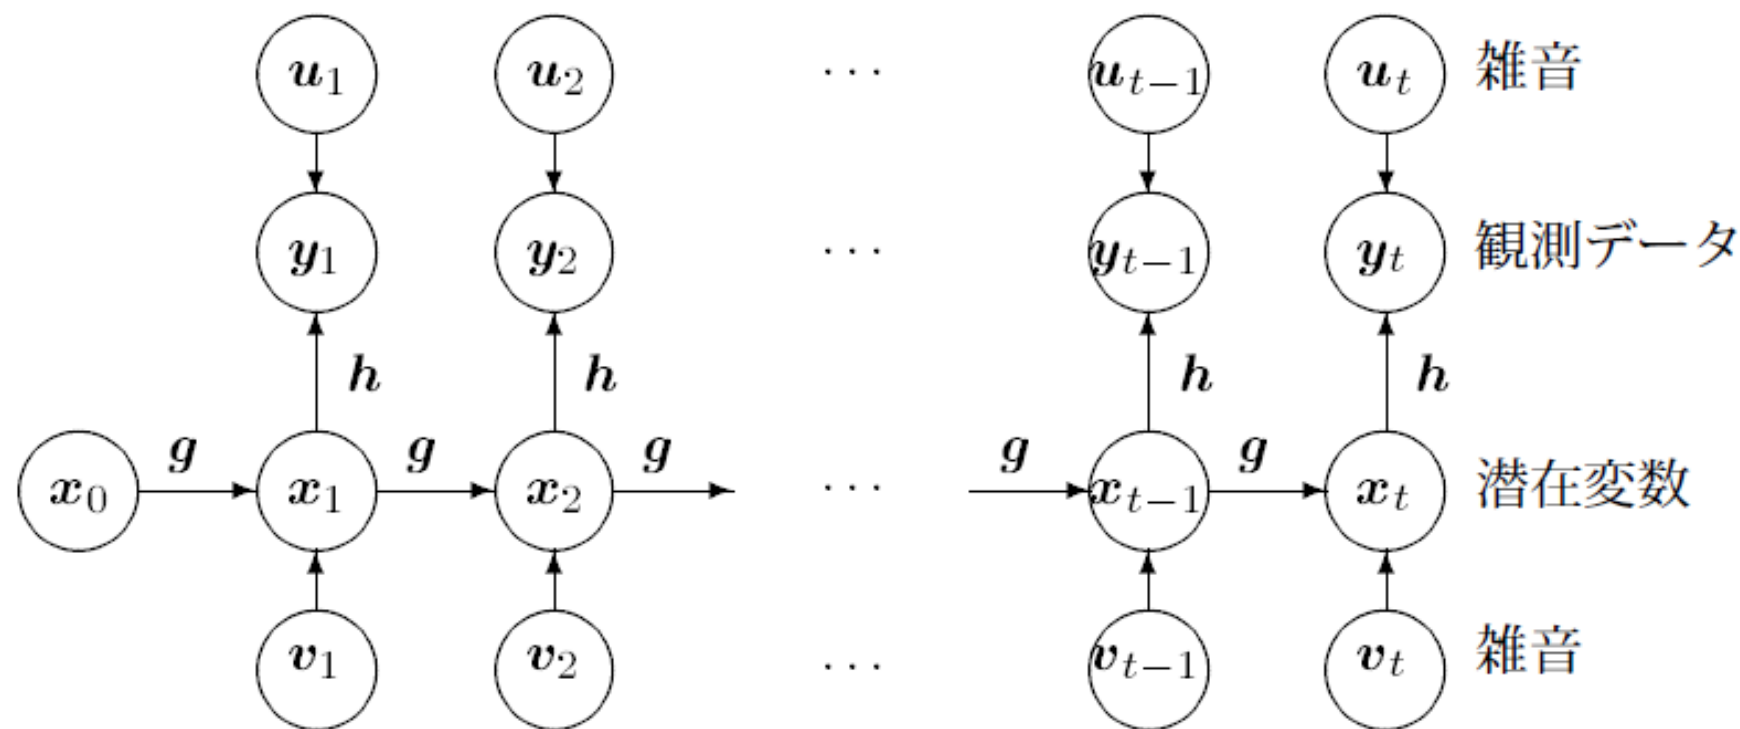 u₁ u₂ ··· uₜ₋₁ uₜ 雑音
y₁ y₂ ··· yₜ₋₁ yₜ 観測データ
h h h h
g g g g g
x₀ x₁ x₂ ··· xₜ₋₁ xₜ 潜在変数
v₁ v₂ ··· vₜ₋₁ vₜ 雑音